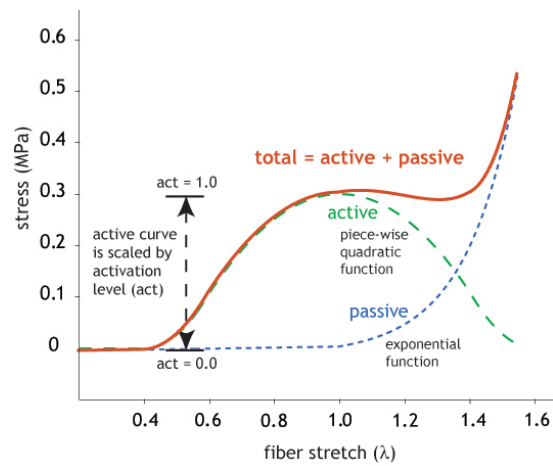 0.6
0.5
0.4
0.3
0.2
0.1
0
stress (MPa)
total = active + passive
act = 1.0
active
piece-wise
quadratic
function
active curve
is scaled by
activation
level (act)
passive
exponential
function
act = 0.0
0.4 0.6 0.8 1.0 1.2 1.4 1.6
fiber stretch (λ)